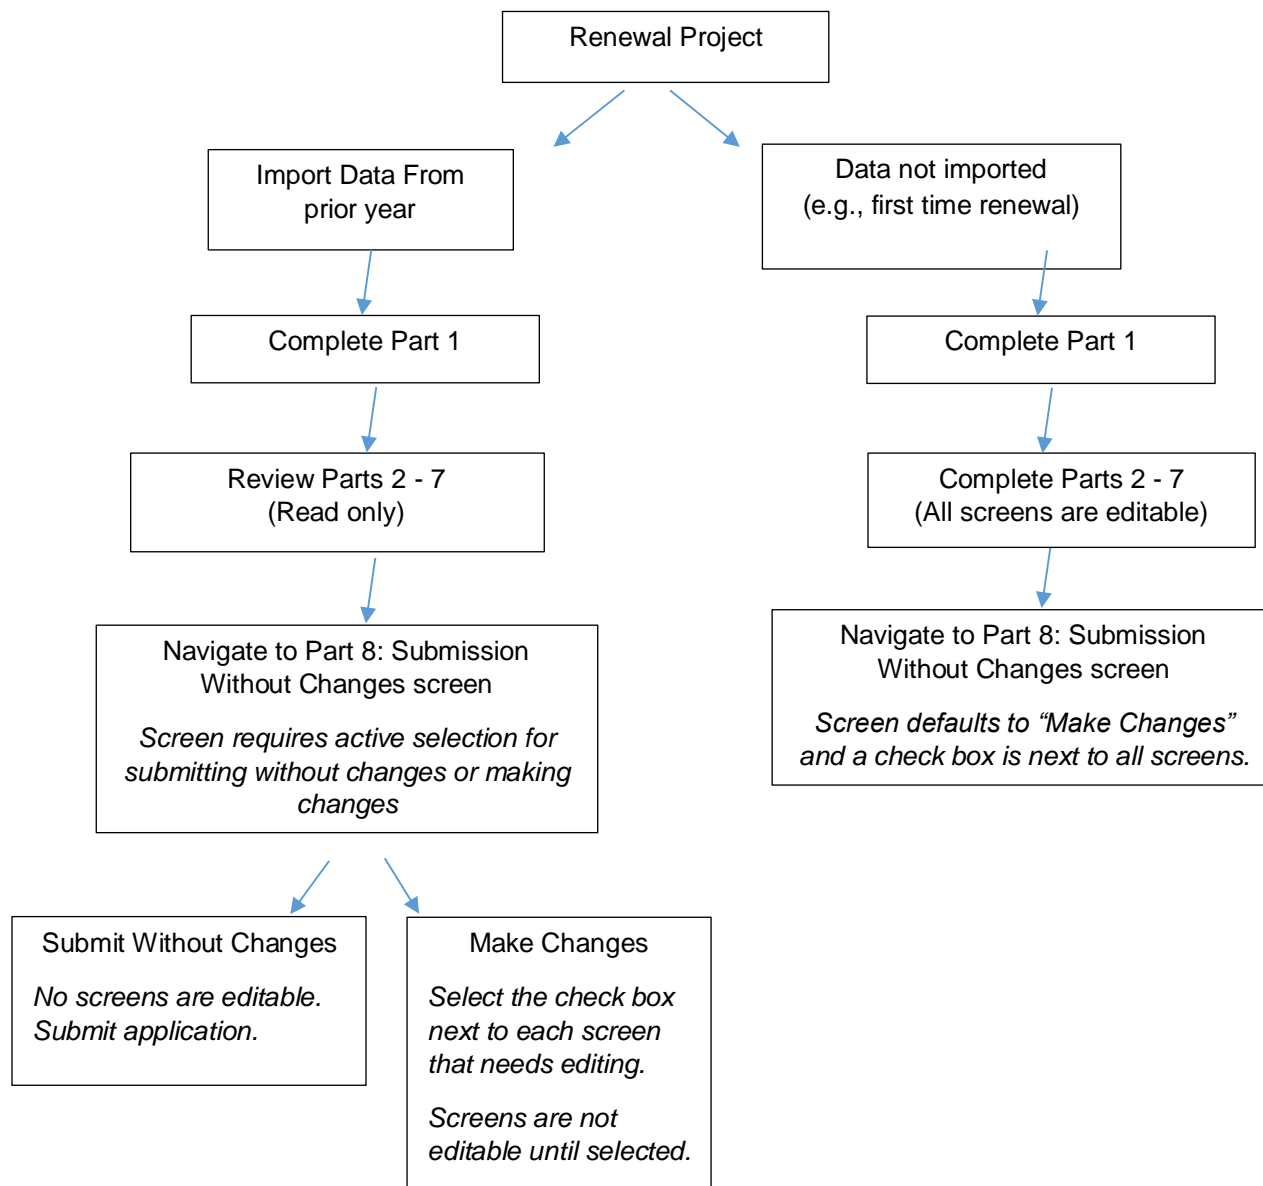 Renewal Project
Import Data From
prior year
Data not imported
(e.g., first time renewal)
Complete Part 1
Complete Part 1
Review Parts 2 - 7
(Read only)
Complete Parts 2 - 7
(All screens are editable)
Navigate to Part 8: Submission
Without Changes screen
Screen requires active selection for
submitting without changes or making
changes
Navigate to Part 8: Submission
Without Changes screen
Screen defaults to “Make Changes”
and a check box is next to all screens.
Submit Without Changes
No screens are editable.
Submit application.
Make Changes
Select the check box
next to each screen
that needs editing.
Screens are not
editable until selected.